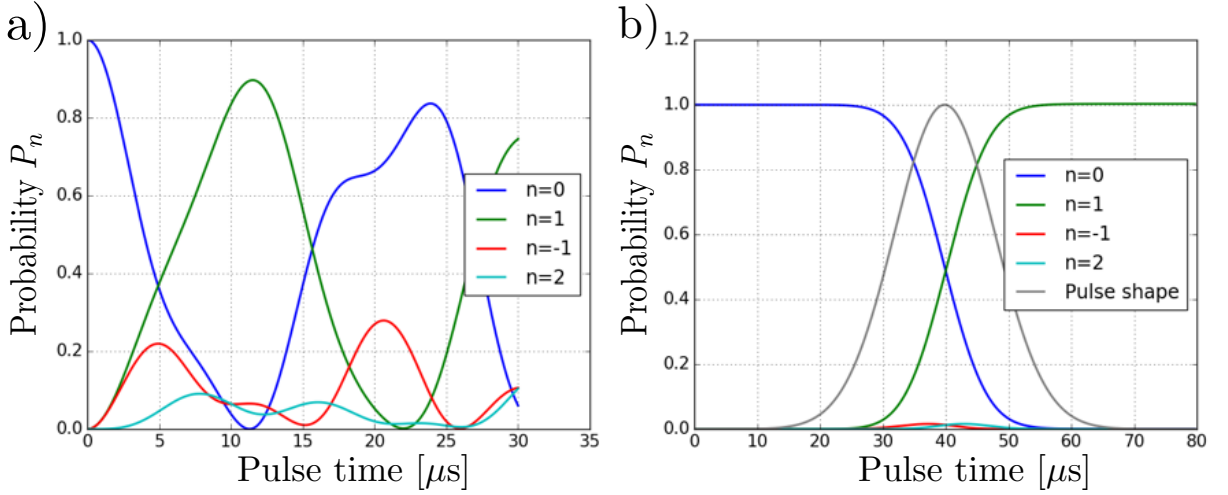 a)
Probability P_n
1.0
0.8
0.6
0.4
0.2
0.0
n=0
n=1
n=-1
n=2
0 5 10 15 20 25 30 35
Pulse time [μs]
b)
Probability P_n
1.2
1.0
0.8
0.6
0.4
0.2
0.0
n=0
n=1
n=-1
n=2
Pulse shape
0 10 20 30 40 50 60 70 80
Pulse time [μs]